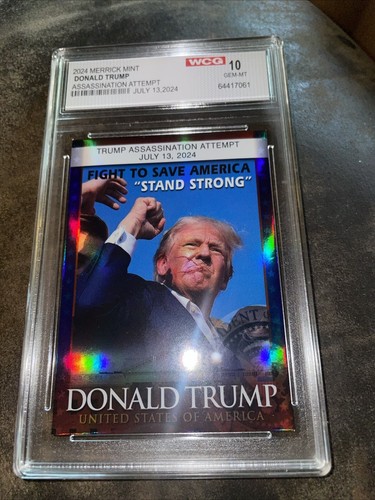 2024 MERRICK MINT
DONALD TRUMP
ASSASSINATION ATTEMPT
JULY 13,2024
WCG 10
GEM-MT
64417061
TRUMP ASSASSINATION ATTEMPT
JULY 13, 2024
FIGHT TO SAVE AMERICA
"STAND STRONG"
DONALD TRUMP
UNITED STATES OF AMERICA